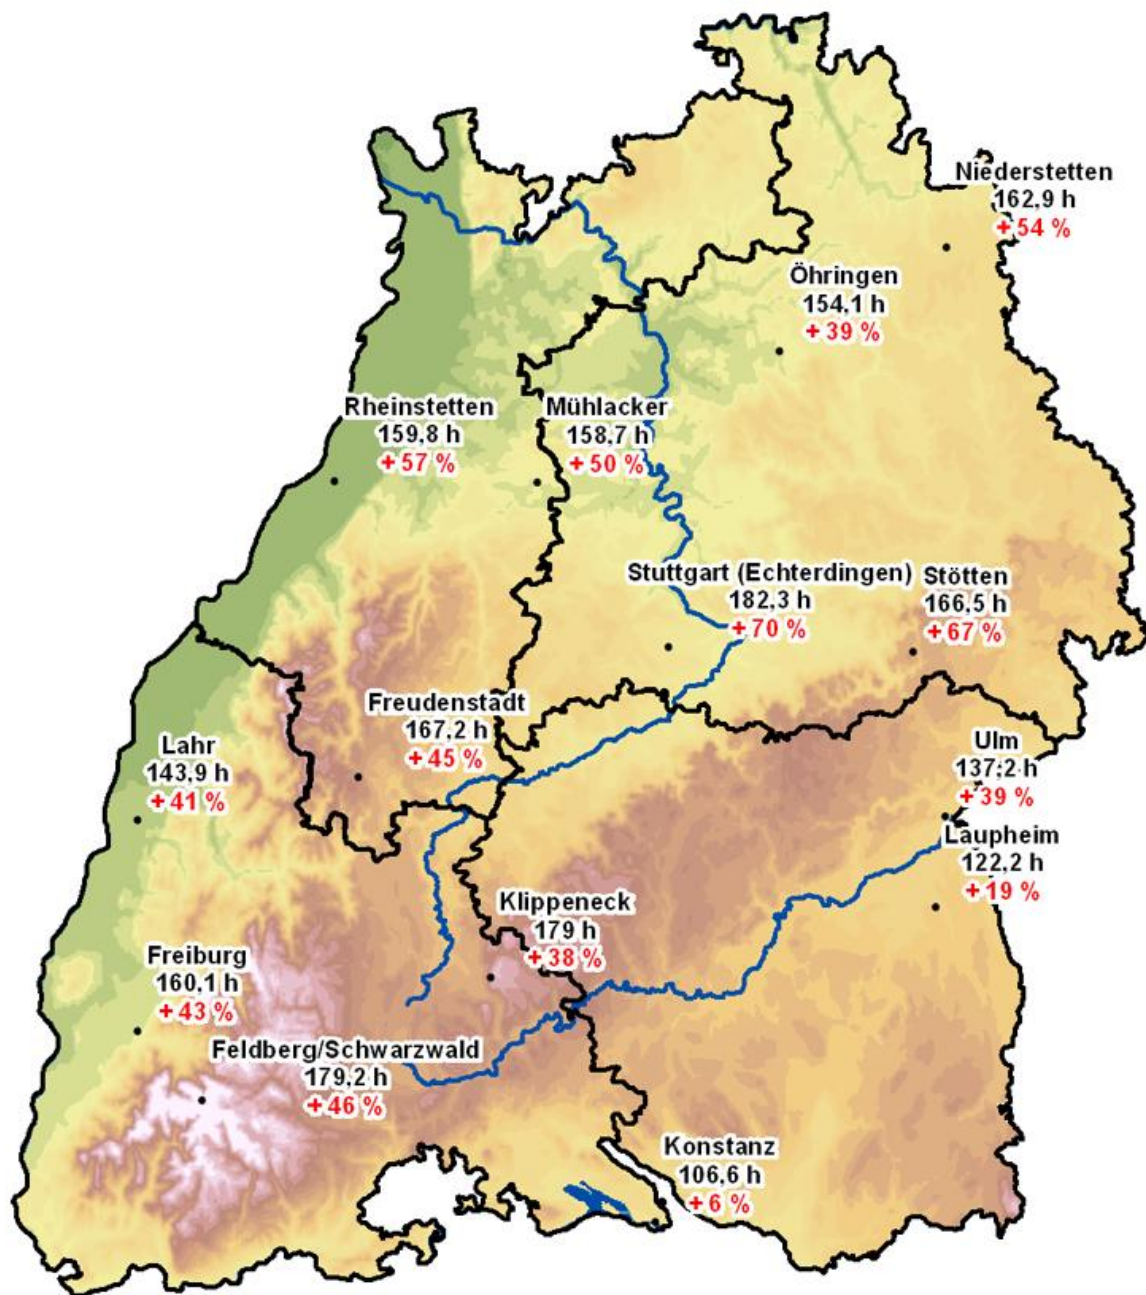 Niederstetten
162,9 h
+ 54 %
Öhringen
154,1 h
+ 39 %
Rheinstetten
159,8 h
+ 57 %
Mühlacker
158,7 h
+ 50 %
Stuttgart (Echterdingen)
182,3 h
+ 70 %
Stötten
166,5 h
+ 67 %
Freudenstadt
167,2 h
+ 45 %
Lahr
143,9 h
+ 41 %
Ulm
137,2 h
+ 39 %
Laupheim
122,2 h
+ 19 %
Klippeneck
179 h
+ 38 %
Freiburg
160,1 h
+ 43 %
Feldberg/Schwarzwald
179,2 h
+ 46 %
Konstanz
106,6 h
+ 6 %